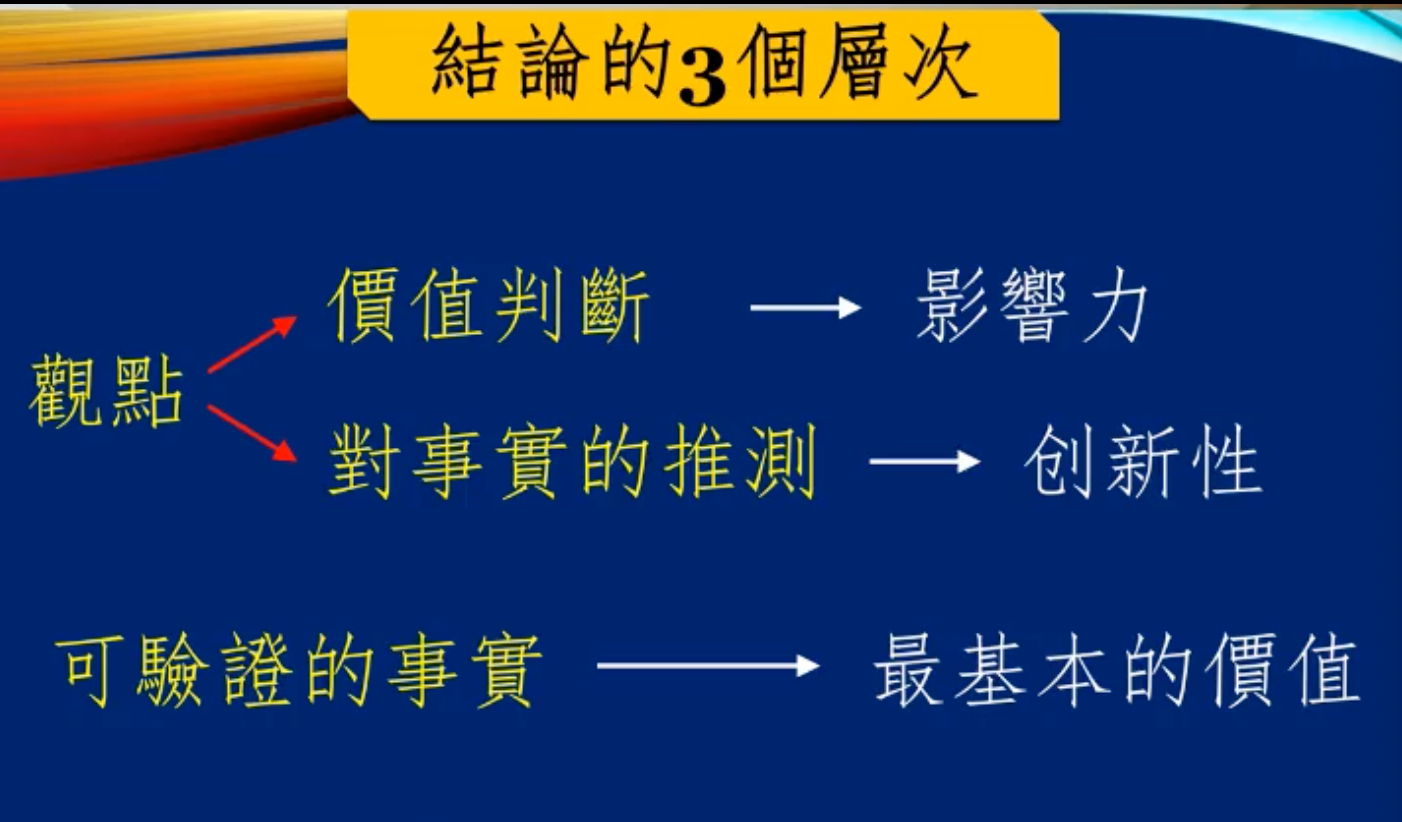 結論的3個層次
價值判斷 影響力
觀點
對事實的推測 创新性
可驗證的事實 最基本的價值